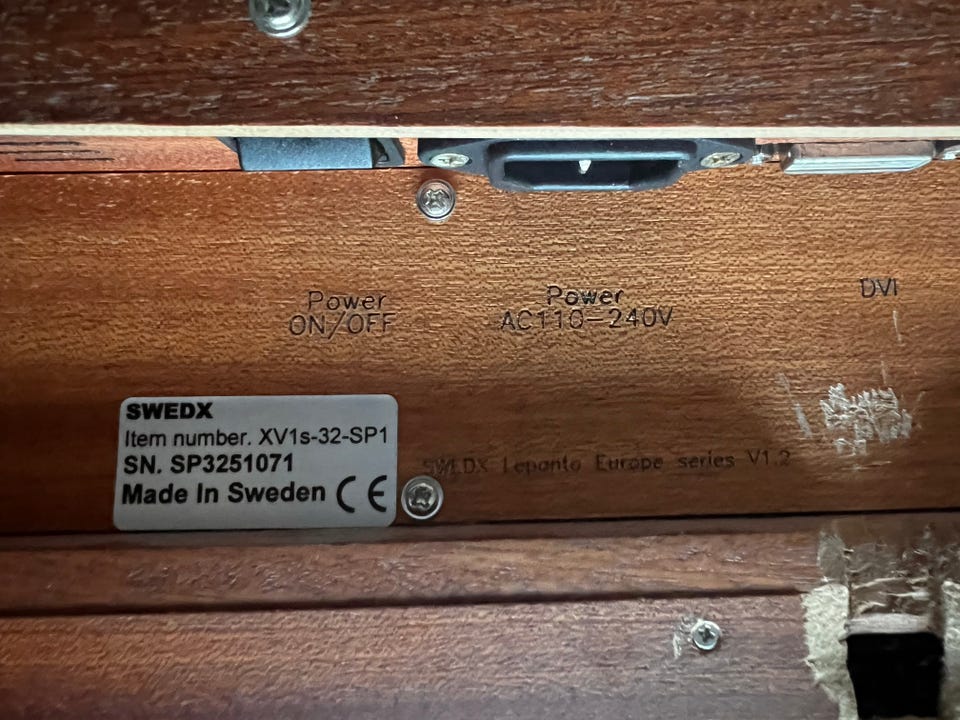 Power
ON/OFF
Power
AC110-240V
DVI
SWEDX
Item number. XV1s-32-SP1
SN. SP3251071
Made In Sweden CE
SWEDX Leponto Europe series V1.2